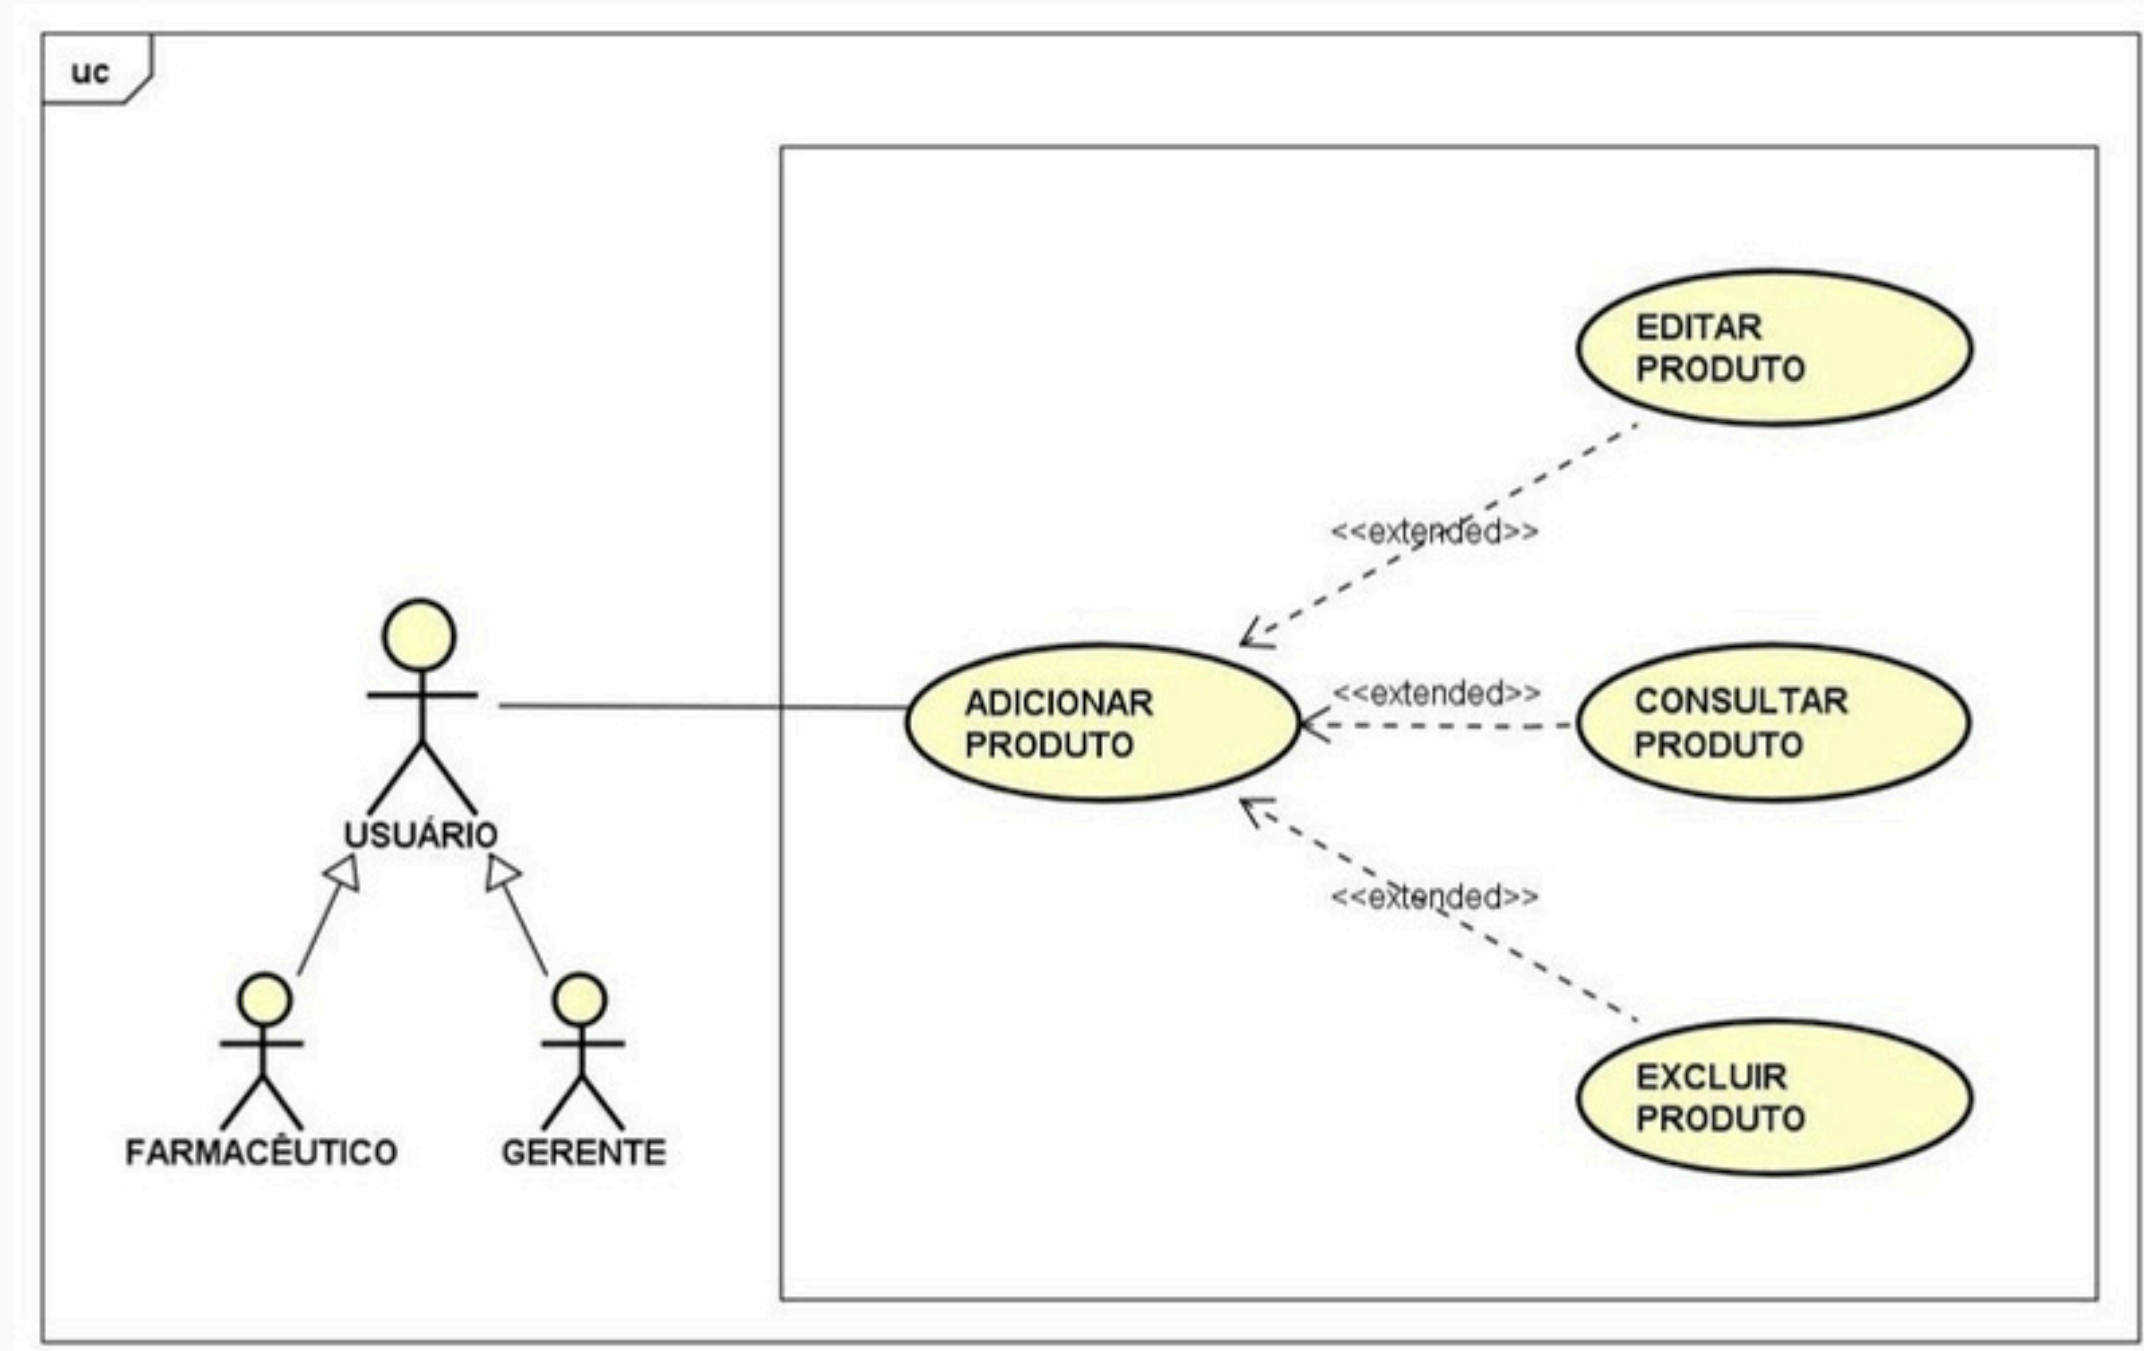 uc
EDITAR
PRODUTO
<<extended>>
ADICIONAR
PRODUTO
<<extended>>
CONSULTAR
PRODUTO
USUÁRIO
<<extended>>
EXCLUIR
PRODUTO
FARMACÊUTICO
GERENTE